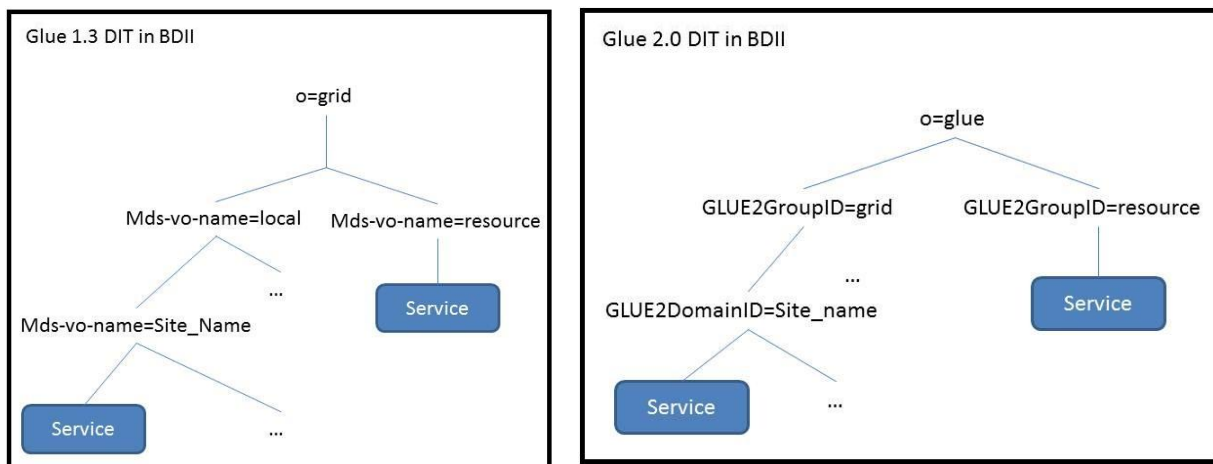 Glue 1.3 DIT in BDII
o=grid
Mds-vo-name=local
Mds-vo-name=resource
...
Service
Mds-vo-name=Site_Name
Service
...
Glue 2.0 DIT in BDII
o=glue
GLUE2GroupID=grid
GLUE2GroupID=resource
...
Service
GLUE2DomainID=Site_name
Service
...